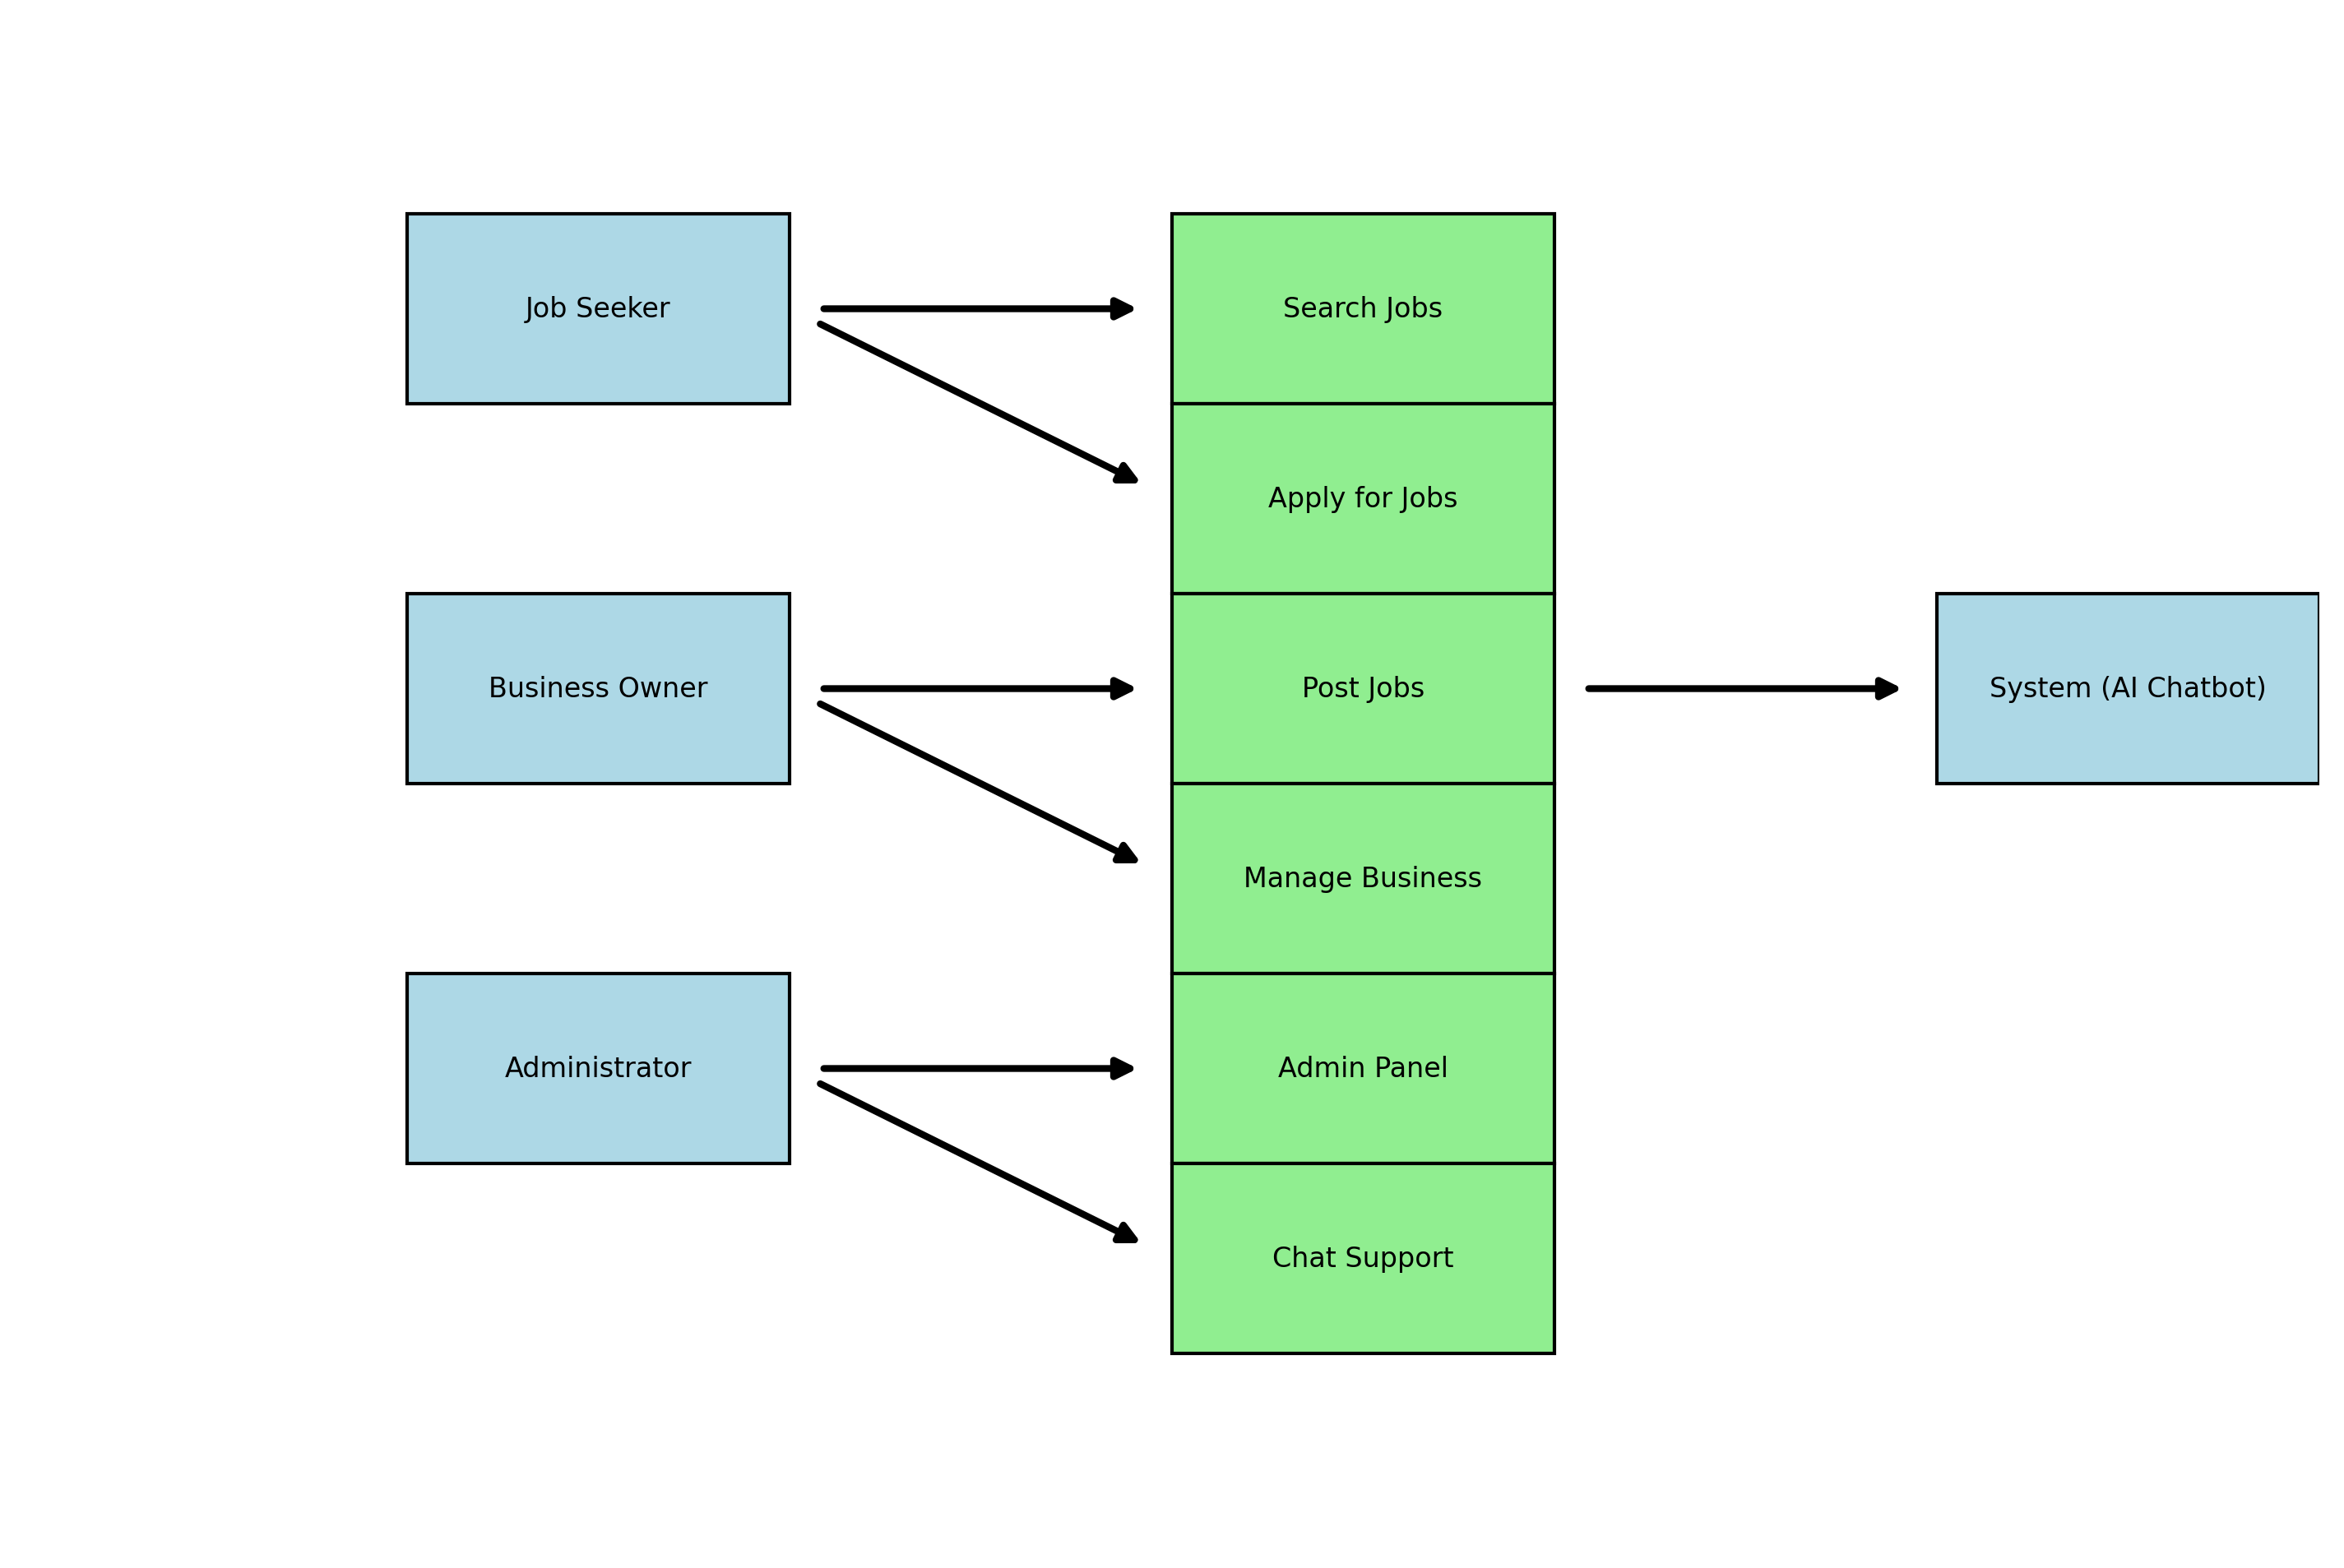 Job Seeker
Search Jobs
Apply for Jobs
Business Owner
Post Jobs
System (AI Chatbot)
Manage Business
Administrator
Admin Panel
Chat Support